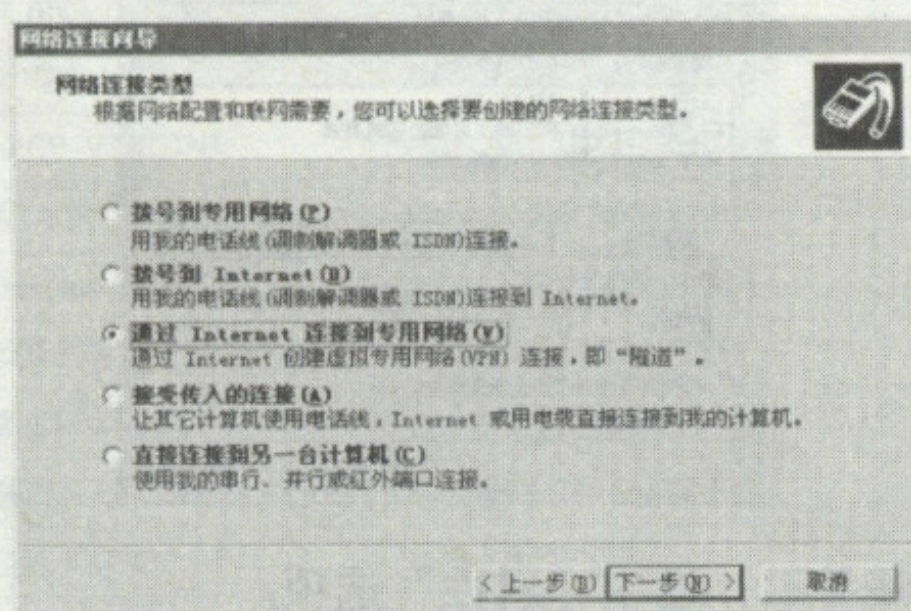 网络连接向导
网络连接类型
根据网络配置和联网需要，您可以选择要创建的网络连接类型。
拨号到专用网络(P)
用我的电话线(调制解调器或 ISDN)连接。
拨号到 Internet(D)
用我的电话线(调制解调器或 ISDN)连接到 Internet。
通过 Internet 连接到专用网络(V)
通过 Internet 创建虚拟专用网络(VPN) 连接，即“隧道”。
接受传入的连接(A)
让其它计算机使用电话线，Internet 或用电缆直接连接到我的计算机。
直接连接到另一台计算机(C)
使用我的串行、并行或红外端口连接。
< 上一步(B) 下一步(N) > 取消